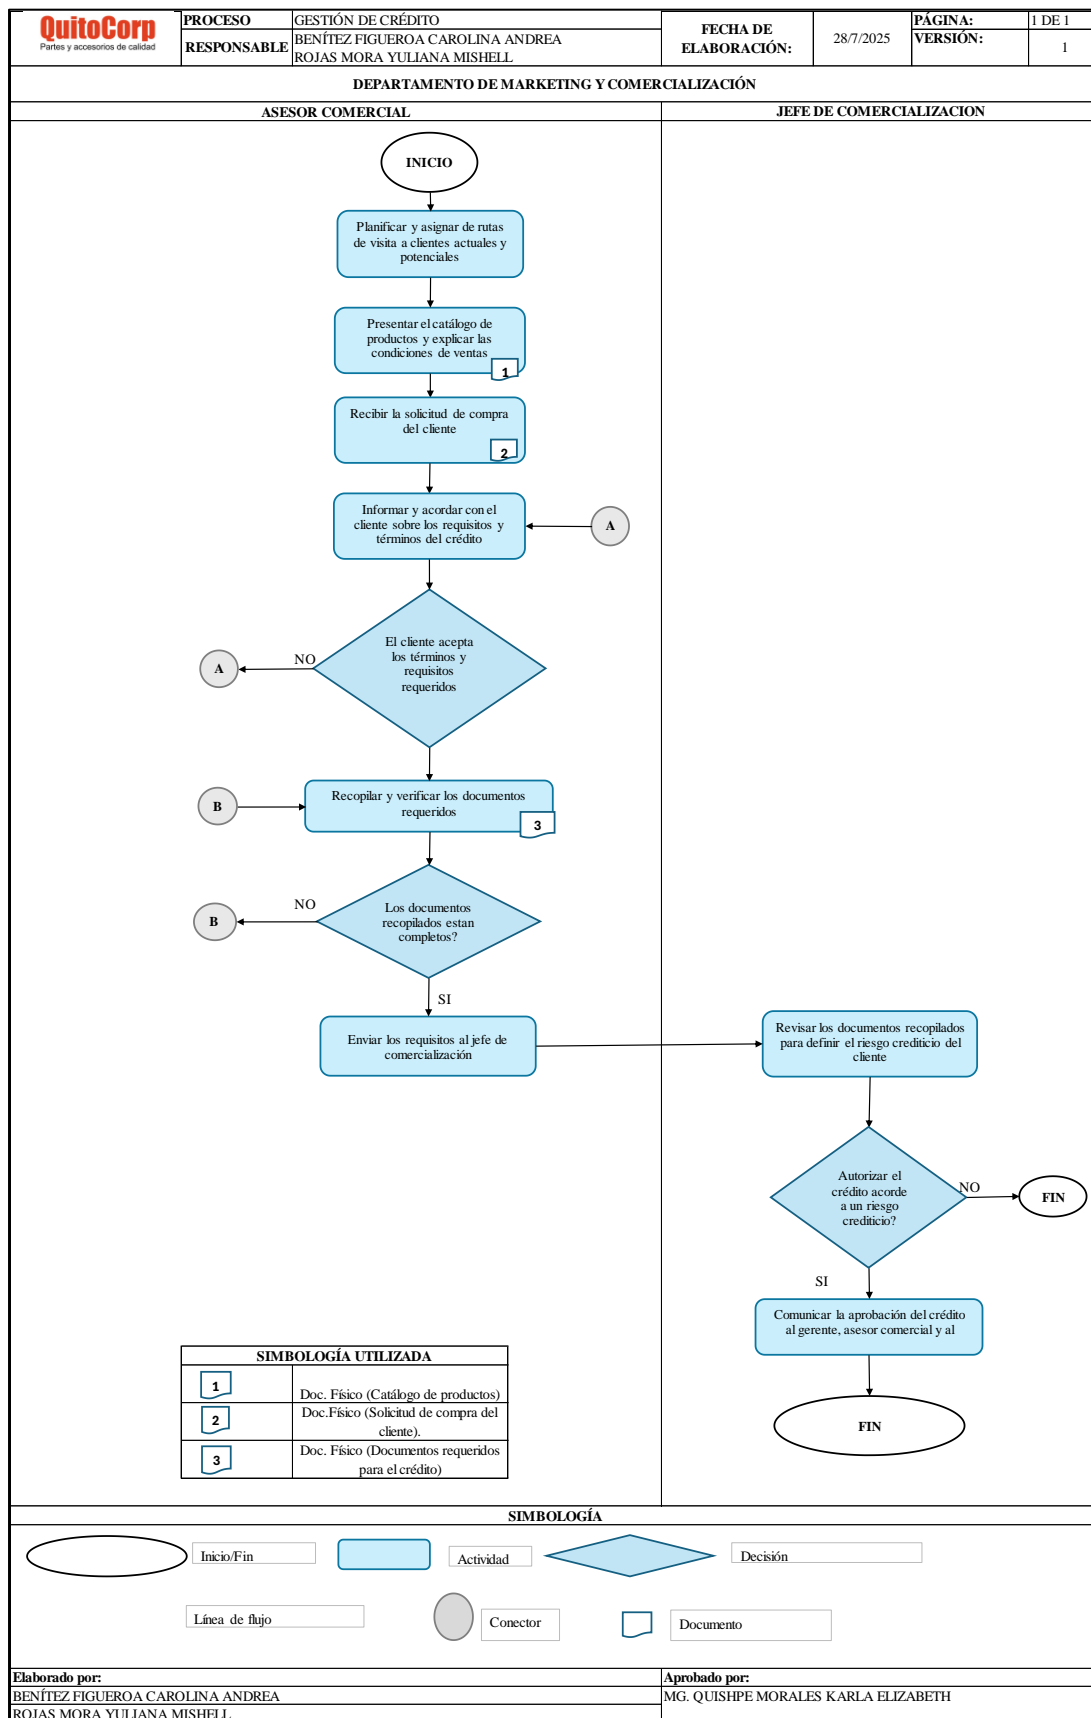 QuitoCorp
Partes y accesorios de calidad
PROCESO
GESTIÓN DE CRÉDITO
RESPONSABLE
BENÍTEZ FIGUEROA CAROLINA ANDREA
ROJAS MORA YULIANA MISHELL
FECHA DE
ELABORACIÓN:
28/7/2025
PÁGINA:
1 DE 1
VERSIÓN:
1
DEPARTAMENTO DE MARKETING Y COMERCIALIZACIÓN
ASESOR COMERCIAL
JEFE DE COMERCIALIZACION
INICIO
Planificar y asignar de rutas
de visita a clientes actuales y
potenciales
Presentar el catálogo de
productos y explicar las
condiciones de ventas
1
Recibir la solicitud de compra
del cliente
2
Informar y acordar con el
cliente sobre los requisitos y
términos del crédito
A
El cliente acepta
los términos y
requisitos
requeridos
NO
A
B
Recopilar y verificar los documentos
requeridos
3
NO
B
Los documentos
recopilados estan
completos?
SI
Enviar los requisitos al jefe de
comercialización
Revisar los documentos recopilados
para definir el riesgo crediticio del
cliente
Autorizar el
crédito acorde
a un riesgo
crediticio?
NO
FIN
SI
Comunicar la aprobación del crédito
al gerente, asesor comercial y al
FIN
SIMBOLOGÍA UTILIZADA
1
Doc. Físico (Catálogo de productos)
2
Doc.Físico (Solicitud de compra del
cliente).
3
Doc. Físico (Documentos requeridos
para el crédito)
SIMBOLOGÍA
Inicio/Fin
Actividad
Decisión
Línea de flujo
Conector
Documento
Elaborado por:
BENÍTEZ FIGUEROA CAROLINA ANDREA
ROJAS MORA YULIANA MISHELL
Aprobado por:
MG. QUISHPE MORALES KARLA ELIZABETH